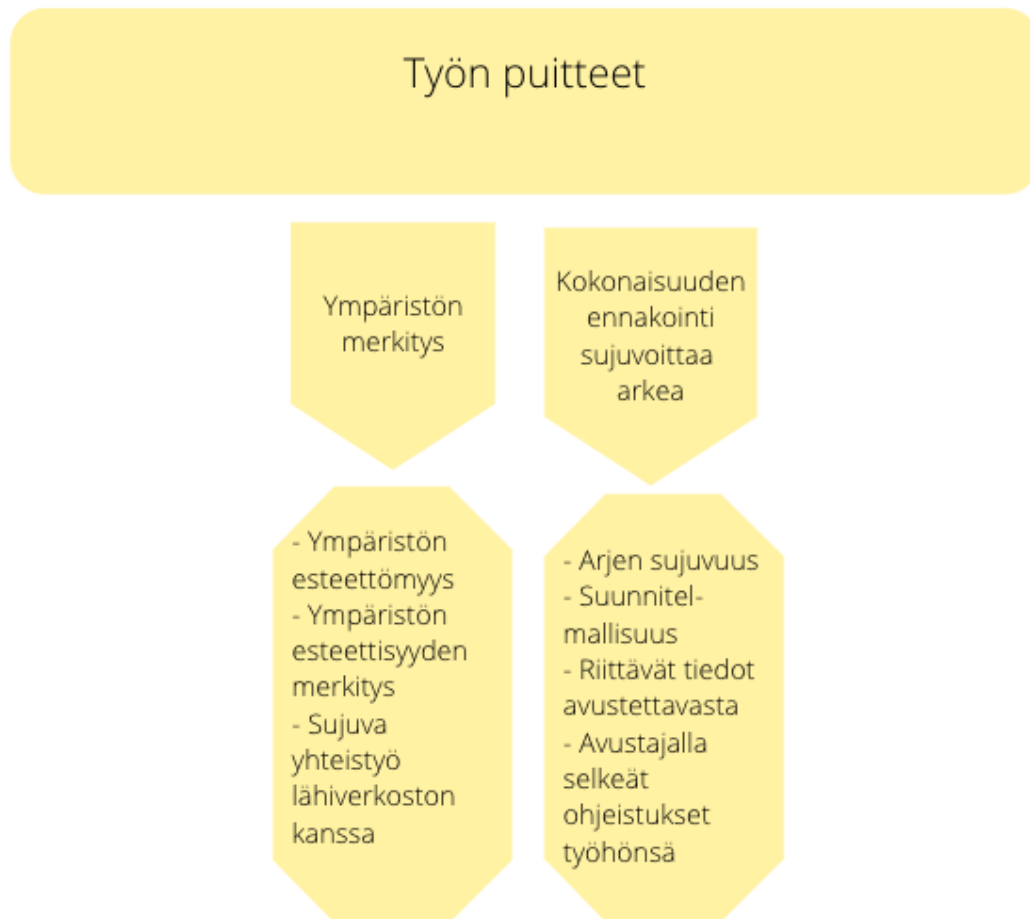 Työn puitteet
Ympäristön
merkitys
Kokonaisuuden
ennakointi
sujuvoittaa
arkea
- Ympäristön
esteettömyys
- Ympäristön
esteettisyyden
merkitys
- Sujuva
yhteistyö
lähiverkoston
kanssa
- Arjen sujuvuus
- Suunnitel-
mallisuus
- Riittävät tiedot
avustettavasta
- Avustajalla
selkeät
ohjeistukset
työhönsä